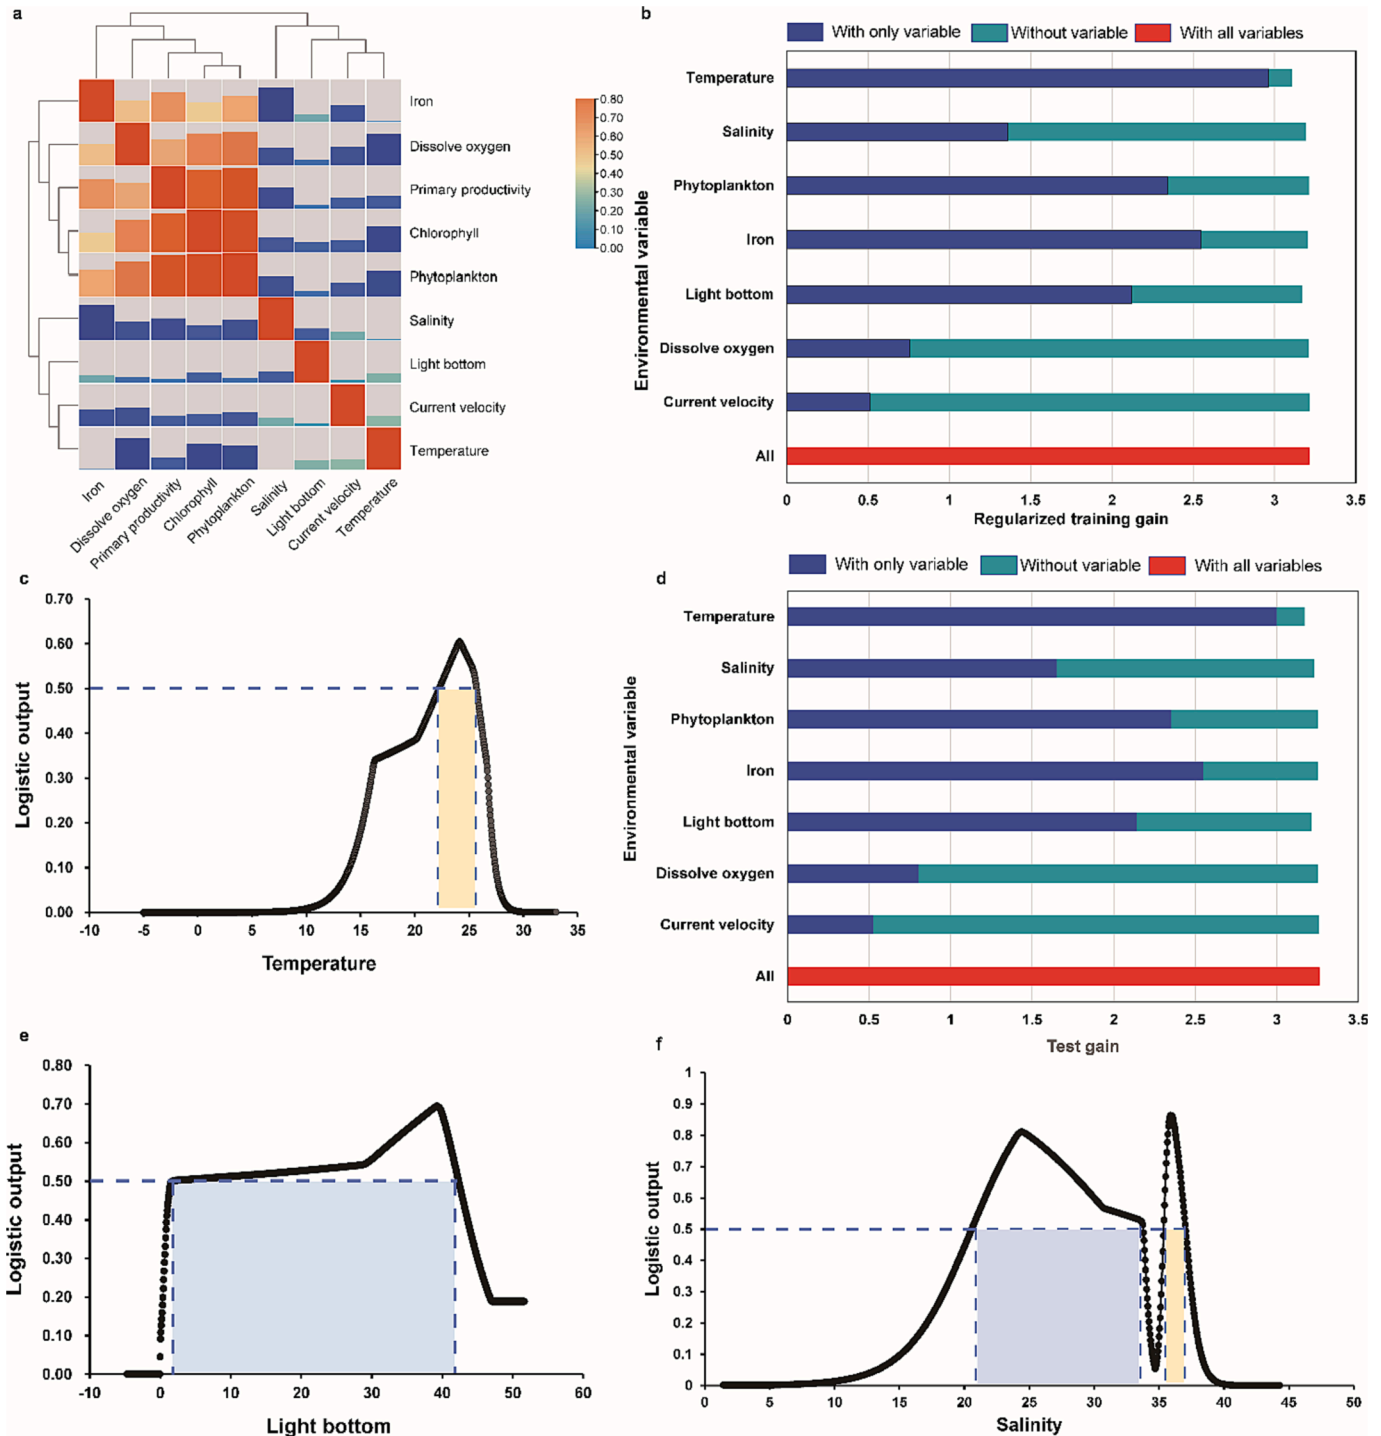 a
Iron
Dissolve oxygen
Primary productivity
Chlorophyll
Phytoplankton
Salinity
Light bottom
Current velocity
Temperature
0.80
0.70
0.60
0.50
0.40
0.30
0.20
0.10
0.00
Iron
Dissolve oxygen
Primary productivity
Chlorophyll
Phytoplankton
Salinity
Light bottom
Current velocity
Temperature
b
With only variable Without variable With all variables
Environmental variable
Temperature
Salinity
Phytoplankton
Iron
Light bottom
Dissolve oxygen
Current velocity
All
0 0.5 1 1.5 2 2.5 3 3.5
Regularized training gain
c
Logistic output
0.70
0.60
0.50
0.40
0.30
0.20
0.10
0.00
-10 -5 0 5 10 15 20 25 30 35
Temperature
d
With only variable Without variable With all variables
Environmental variable
Temperature
Salinity
Phytoplankton
Iron
Light bottom
Dissolve oxygen
Current velocity
All
0 0.5 1 1.5 2 2.5 3 3.5
Test gain
e
Logistic output
0.80
0.70
0.60
0.50
0.40
0.30
0.20
0.10
0.00
-10 0 10 20 30 40 50 60
Light bottom
f
Logistic output
1
0.9
0.8
0.7
0.6
0.5
0.4
0.3
0.2
0.1
0
0 5 10 15 20 25 30 35 40 45 50
Salinity